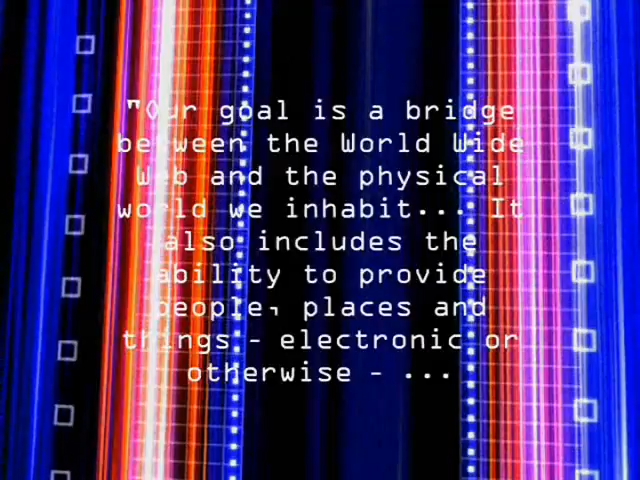 "Our goal is a bridge
between the World Wide
Web and the physical
world we inhabit... It
also includes the
ability to provide
people, places and
things - electronic or
otherwise - ...